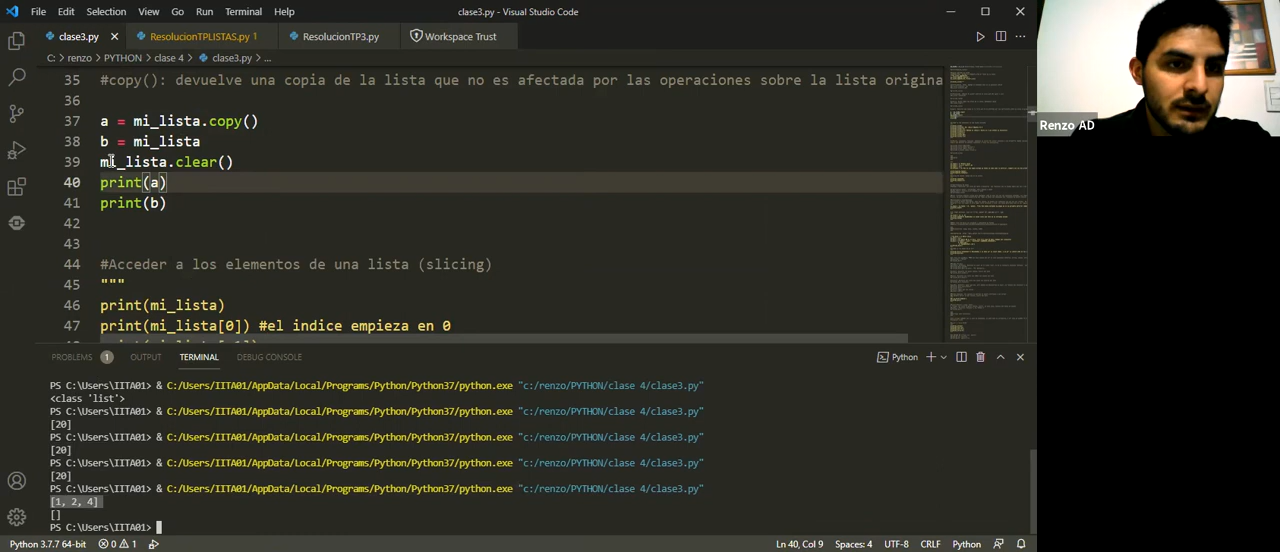 File Edit Selection View Go Run Terminal Help clase3.py - Visual Studio Code
clase3.py ResolucionTPLISTAS.py 1 ResolucionTP3.py Workspace Trust
C: > renzo > PYTHON > clase 4 > clase3.py > ...
35 #copy(): devuelve una copia de la lista que no es afectada por las operaciones sobre la lista origina
36
37 a = mi_lista.copy()
38 b = mi_lista
39 mi_lista.clear()
40 print(a)
41 print(b)
42
43
44 #Acceder a los elementos de una lista (slicing)
45 """
46 print(mi_lista)
47 print(mi_lista[0]) #el indice empieza en 0
Renzo AD
PROBLEMS 1 OUTPUT TERMINAL DEBUG CONSOLE Python
PS C:\Users\IITA01> & C:/Users/IITA01/AppData/Local/Programs/Python/Python37/python.exe "c:/renzo/PYTHON/clase 4/clase3.py"
<class 'list'>
PS C:\Users\IITA01> & C:/Users/IITA01/AppData/Local/Programs/Python/Python37/python.exe "c:/renzo/PYTHON/clase 4/clase3.py"
[20]
PS C:\Users\IITA01> & C:/Users/IITA01/AppData/Local/Programs/Python/Python37/python.exe "c:/renzo/PYTHON/clase 4/clase3.py"
[20]
PS C:\Users\IITA01> & C:/Users/IITA01/AppData/Local/Programs/Python/Python37/python.exe "c:/renzo/PYTHON/clase 4/clase3.py"
[20]
PS C:\Users\IITA01> & C:/Users/IITA01/AppData/Local/Programs/Python/Python37/python.exe "c:/renzo/PYTHON/clase 4/clase3.py"
[1, 2, 4]
[]
PS C:\Users\IITA01>
Python 3.7.7 64-bit 0 1 Ln 40, Col 9 Spaces: 4 UTF-8 CRLF Python